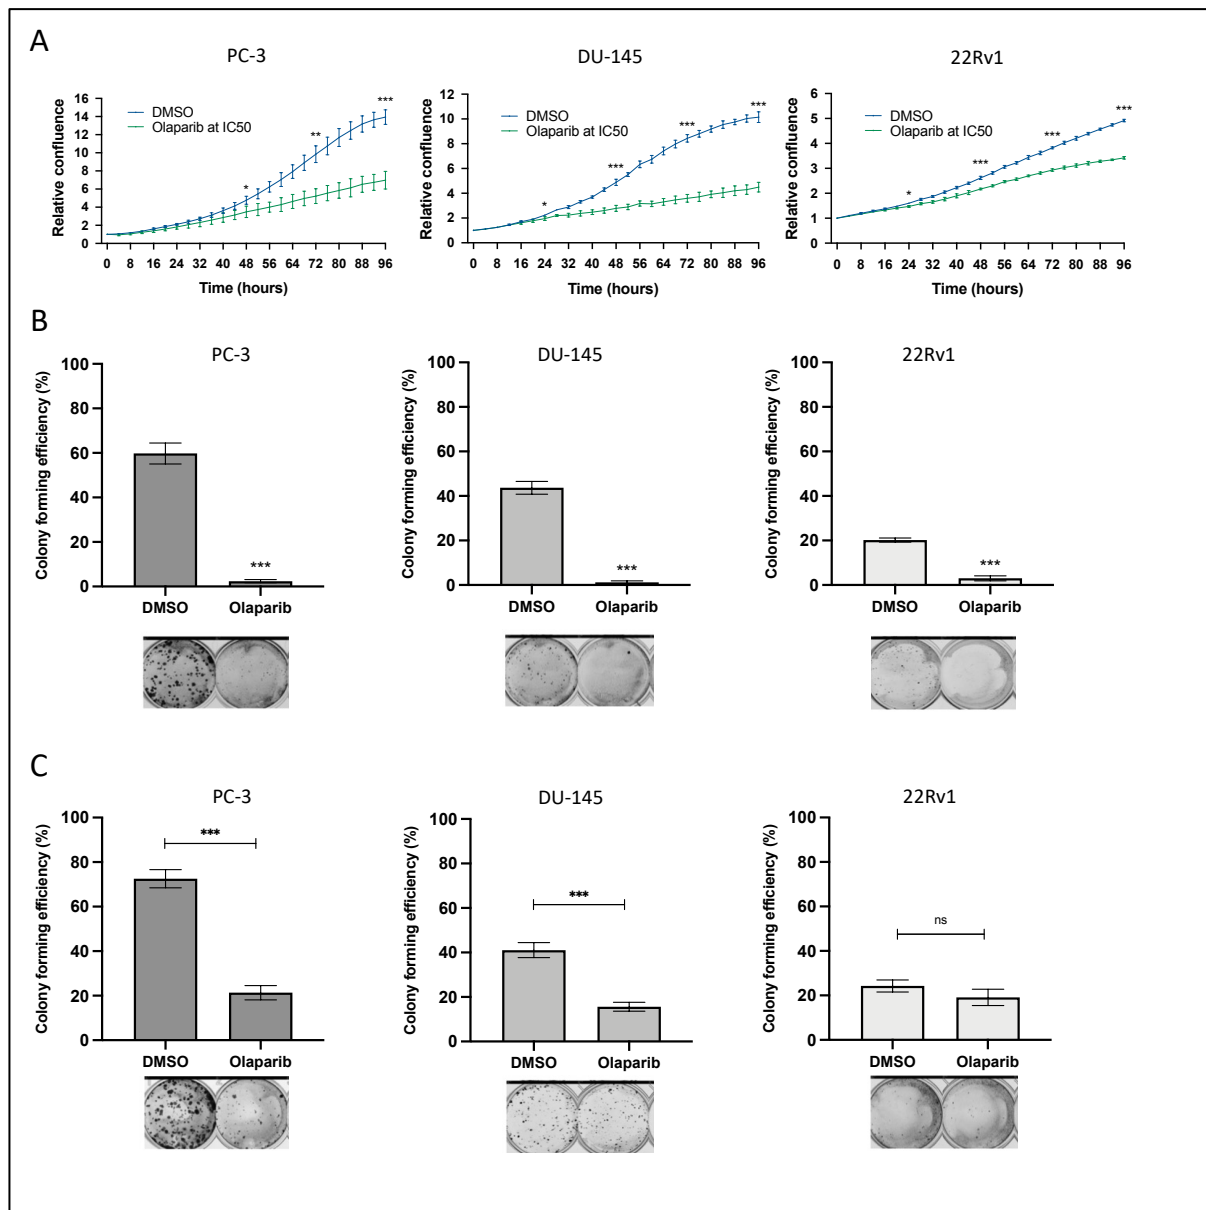 A
PC-3
DU-145
22Rv1
Relative confluence
16
14
12
10
8
6
4
2
0
DMSO
Olaparib at IC50
*
**
***
0 8 16 24 32 40 48 56 64 72 80 88 96
Time (hours)
Relative confluence
12
10
8
6
4
2
0
DMSO
Olaparib at IC50
*
***
***
***
0 8 16 24 32 40 48 56 64 72 80 88 96
Time (hours)
Relative confluence
6
5
4
3
2
1
0
DMSO
Olaparib at IC50
*
***
***
***
0 8 16 24 32 40 48 56 64 72 80 88 96
Time (hours)
B
PC-3
Colony forming efficiency (%)
100
80
60
40
20
0
***
DMSO Olaparib
DU-145
Colony forming efficiency (%)
100
80
60
40
20
0
***
DMSO Olaparib
22Rv1
Colony forming efficiency (%)
100
80
60
40
20
0
***
DMSO Olaparib
C
PC-3
Colony forming efficiency (%)
100
80
60
40
20
0
***
DMSO Olaparib
DU-145
Colony forming efficiency (%)
100
80
60
40
20
0
***
DMSO Olaparib
22Rv1
Colony forming efficiency (%)
100
80
60
40
20
0
ns
DMSO Olaparib